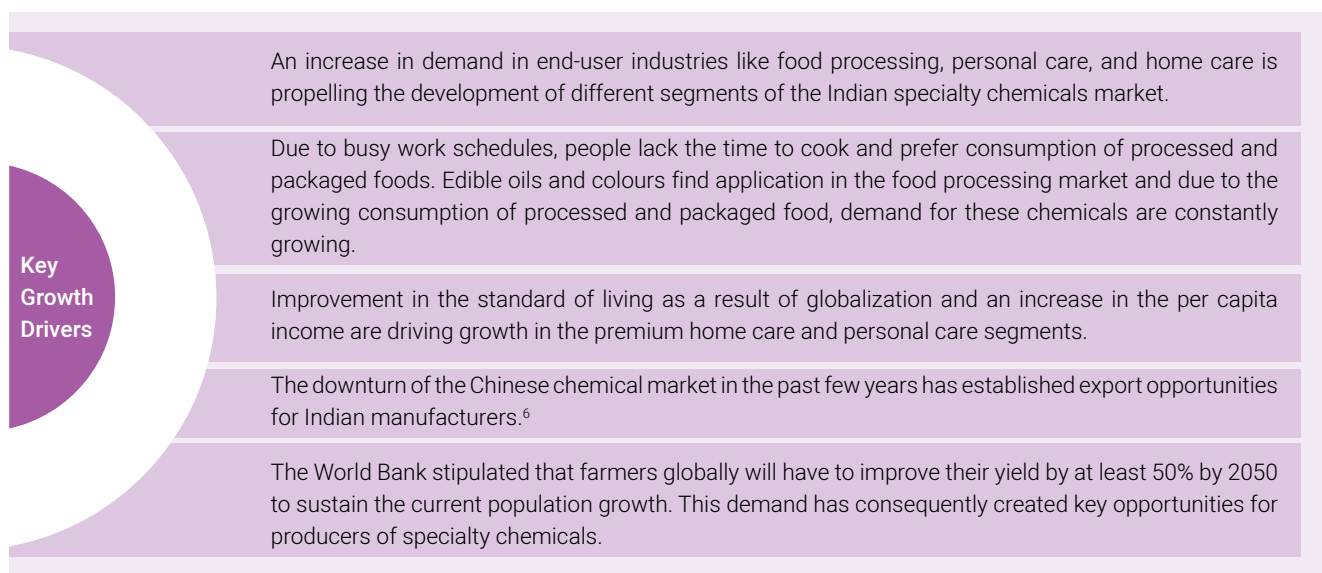 An increase in demand in end-user industries like food processing, personal care, and home care is
propelling the development of different segments of the Indian specialty chemicals market.
Due to busy work schedules, people lack the time to cook and prefer consumption of processed and
packaged foods. Edible oils and colours find application in the food processing market and due to the
growing consumption of processed and packaged food, demand for these chemicals are constantly
growing.
Key
Growth
Drivers
Improvement in the standard of living as a result of globalization and an increase in the per capita
income are driving growth in the premium home care and personal care segments.
The downturn of the Chinese chemical market in the past few years has established export opportunities
for Indian manufacturers.⁶
The World Bank stipulated that farmers globally will have to improve their yield by at least 50% by 2050
to sustain the current population growth. This demand has consequently created key opportunities for
producers of specialty chemicals.